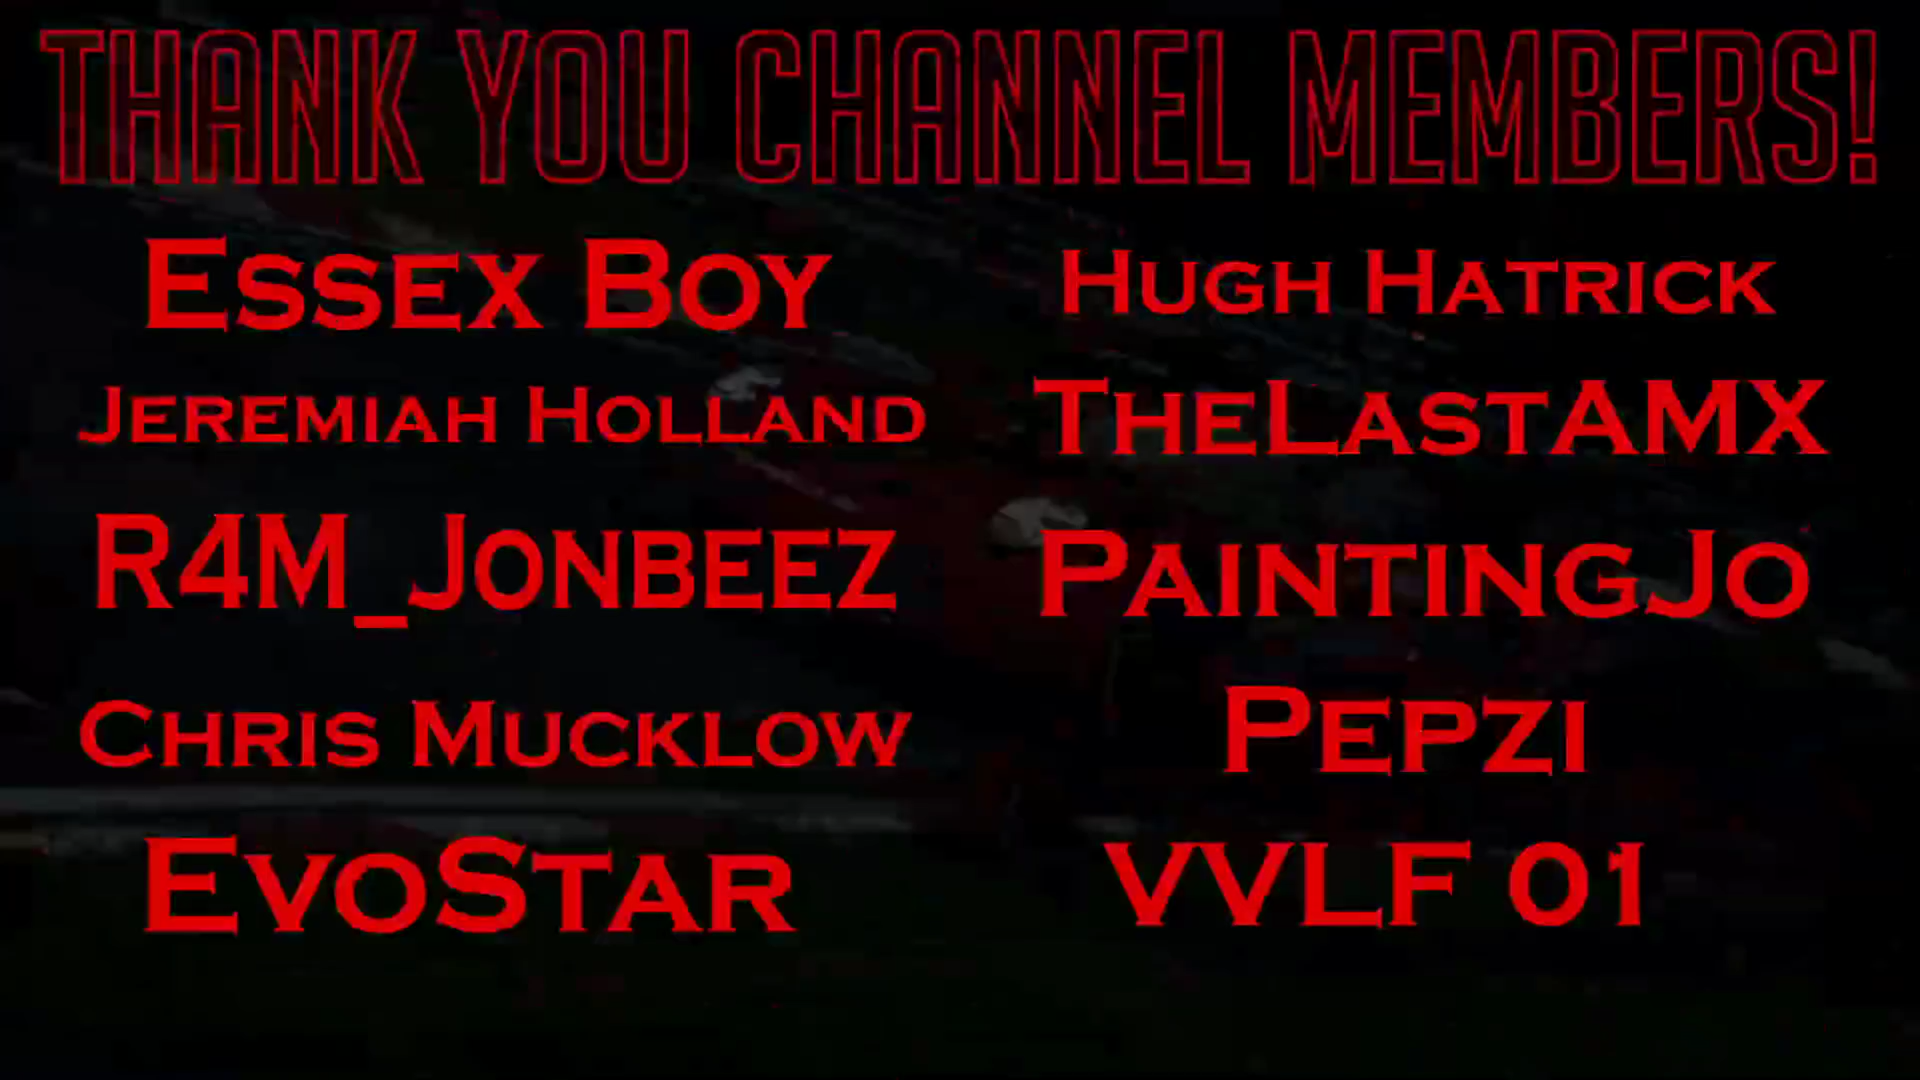 THANK YOU CHANNEL MEMBERS!
Essex Boy
Hugh Hatrick
Jeremiah Holland
TheLastAMX
R4M_Jonbeez
PaintingJo
Chris Mucklow
Pepzi
EvoStar
VVLF 01